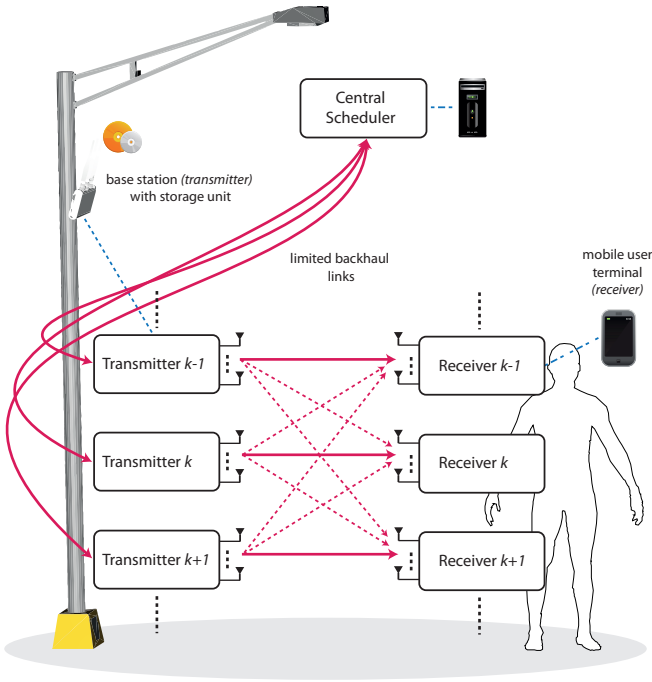 Central
Scheduler
base station (transmitter)
with storage unit
limited backhaul
links
mobile user
terminal
(receiver)
Transmitter k-1
Receiver k-1
Transmitter k
Receiver k
Transmitter k+1
Receiver k+1